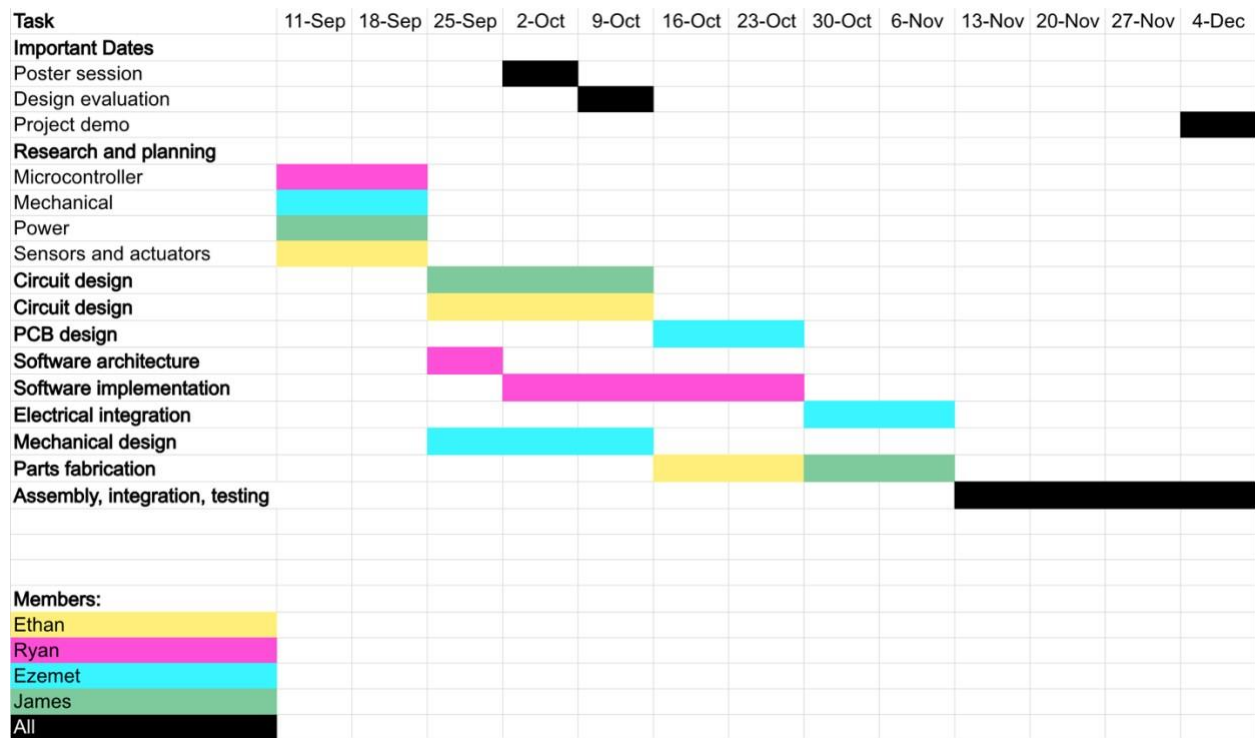 Task 11-Sep 18-Sep 25-Sep 2-Oct 9-Oct 16-Oct 23-Oct 30-Oct 6-Nov 13-Nov 20-Nov 27-Nov 4-Dec
Important Dates
Poster session
Design evaluation
Project demo
Research and planning
Microcontroller
Mechanical
Power
Sensors and actuators
Circuit design
Circuit design
PCB design
Software architecture
Software implementation
Electrical integration
Mechanical design
Parts fabrication
Assembly, integration, testing
Members:
Ethan
Ryan
Ezemet
James
All